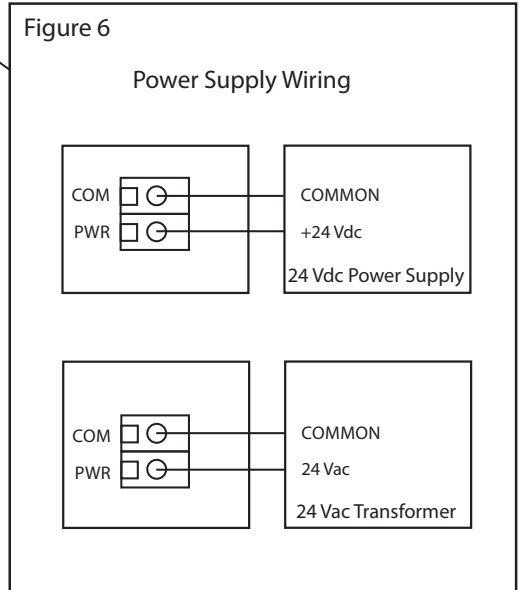 Figure 6
Power Supply Wiring
COM
COMMON
PWR
+24 Vdc
24 Vdc Power Supply
COM
COMMON
PWR
24 Vac
24 Vac Transformer